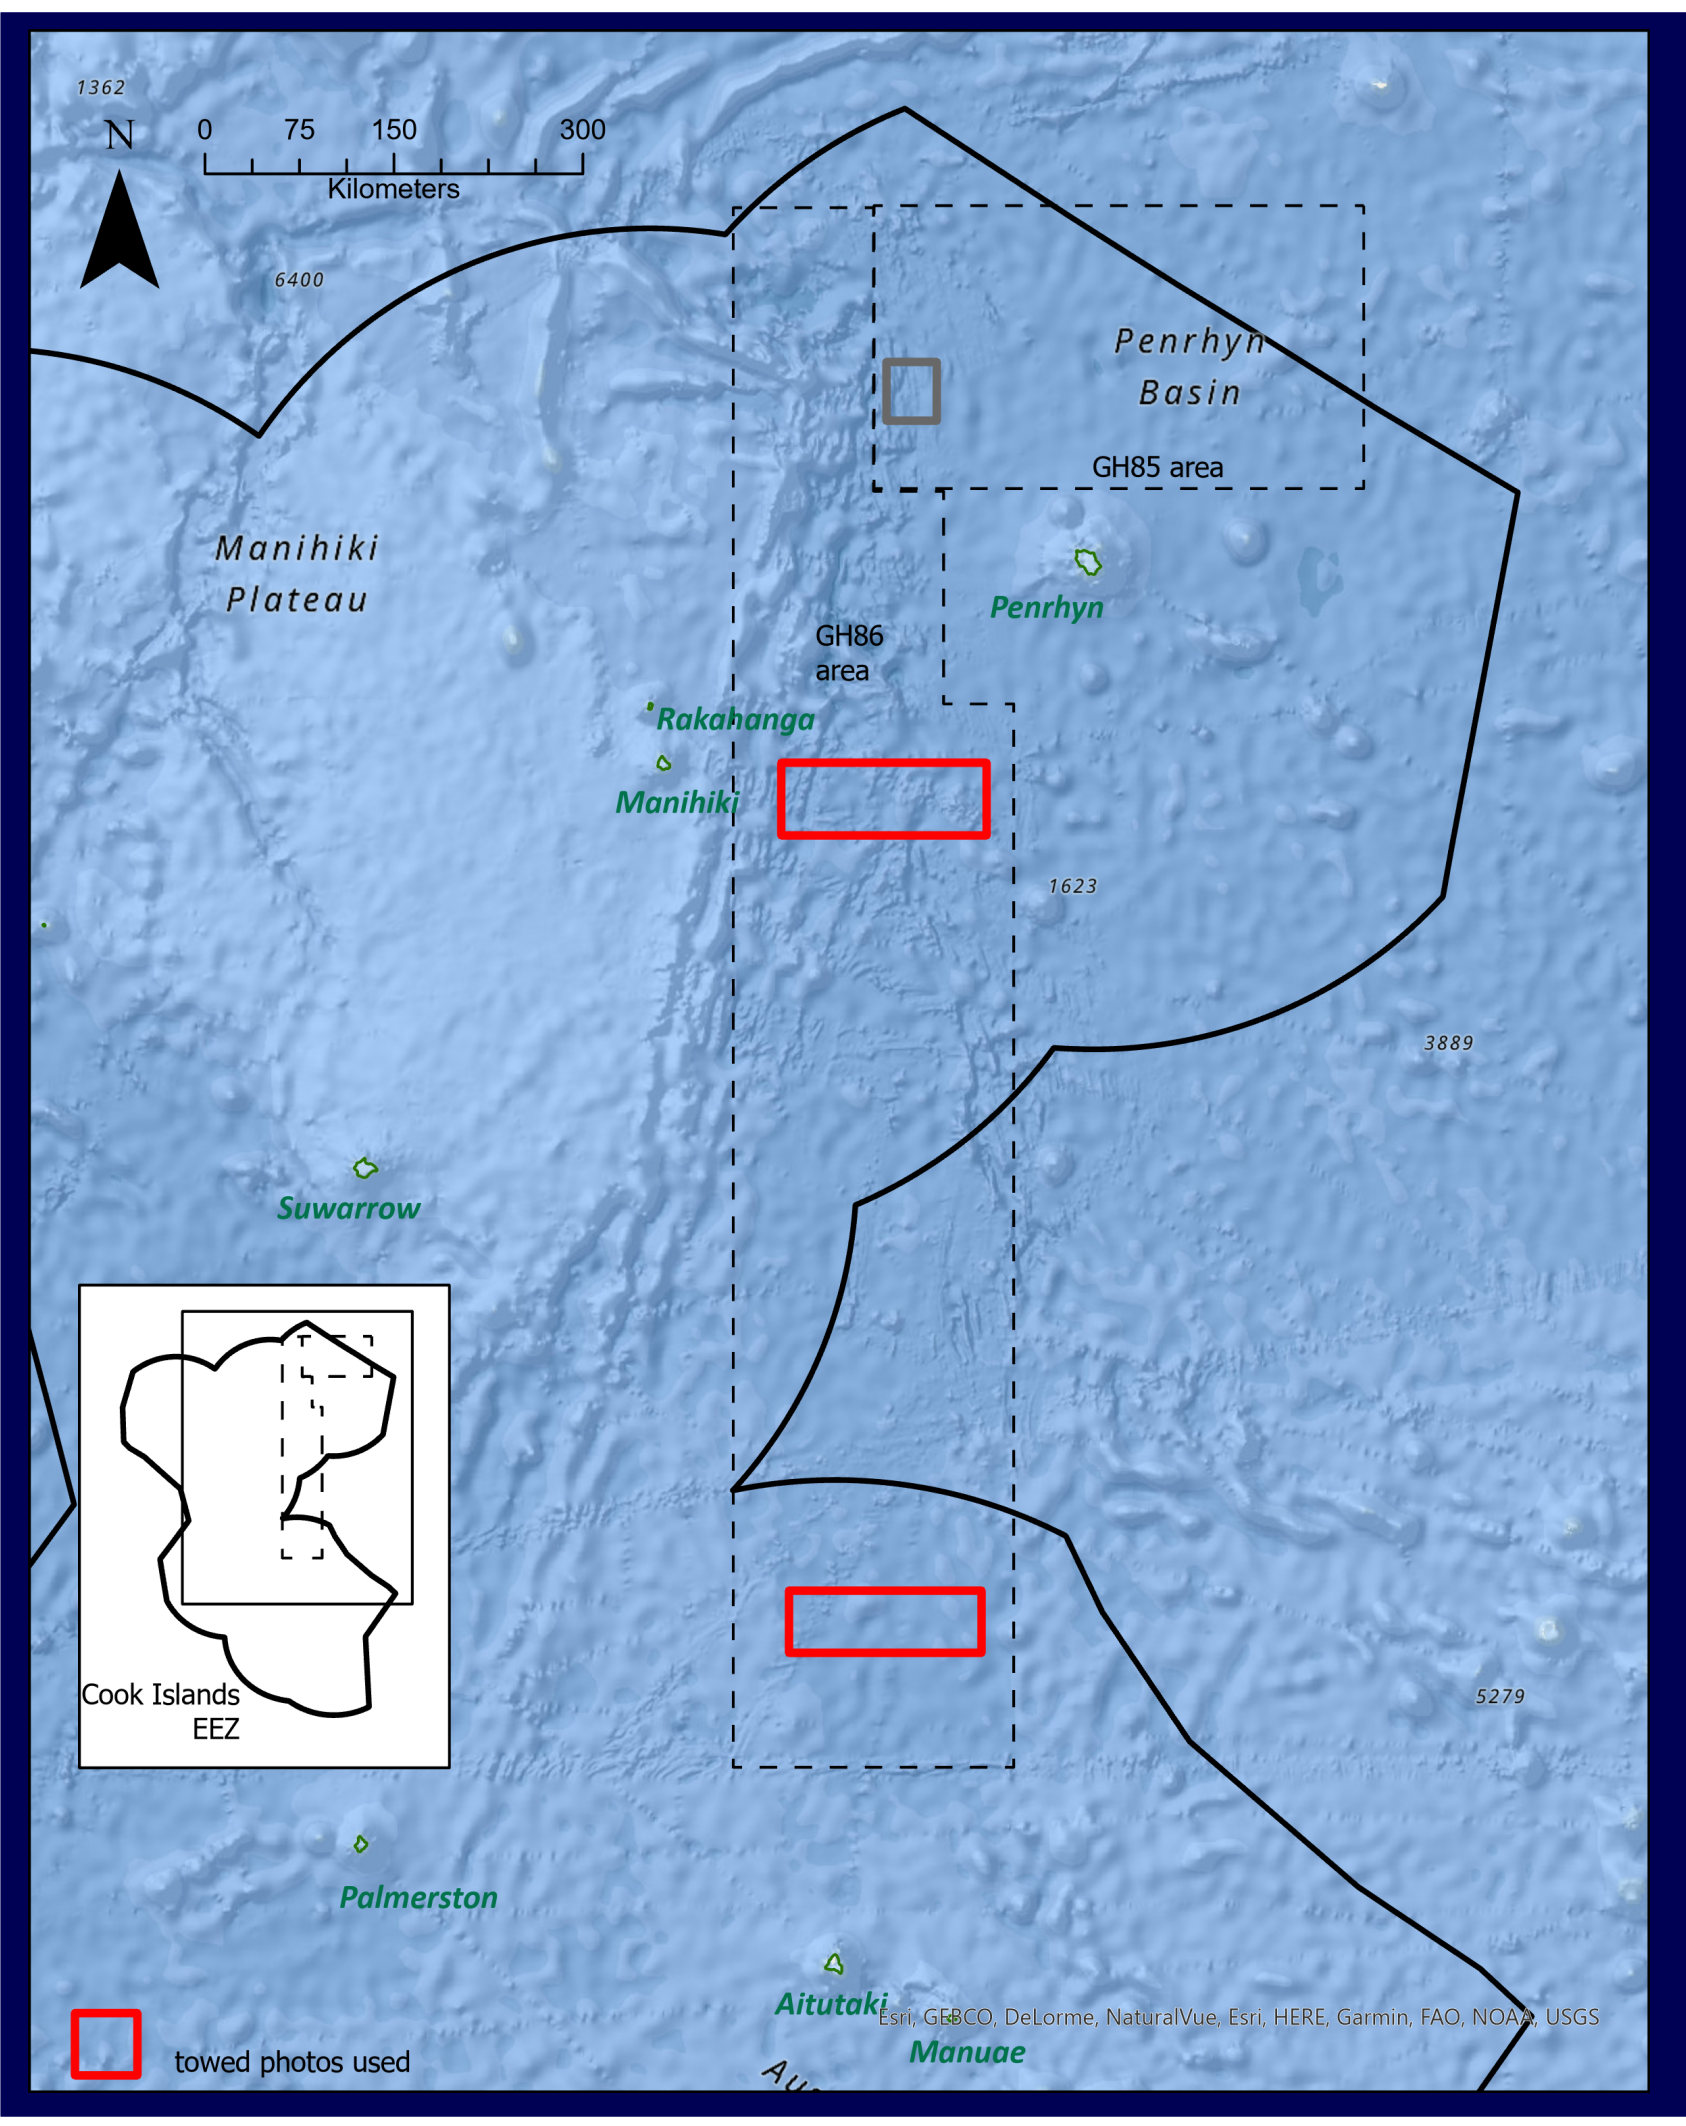 1362
N
0 75 150 300
Kilometers
6400
Penrhyn
Basin
GH85 area
Manihiki
Plateau
Penrhyn
GH86
area
Rakahanga
Manihiki
1623
3889
Suwarrow
Cook Islands
EEZ
5279
Palmerston
Aitutaki
Esri, GEBCO, DeLorme, NaturalVue, Esri, HERE, Garmin, FAO, NOAA, USGS
Manuae
towed photos used